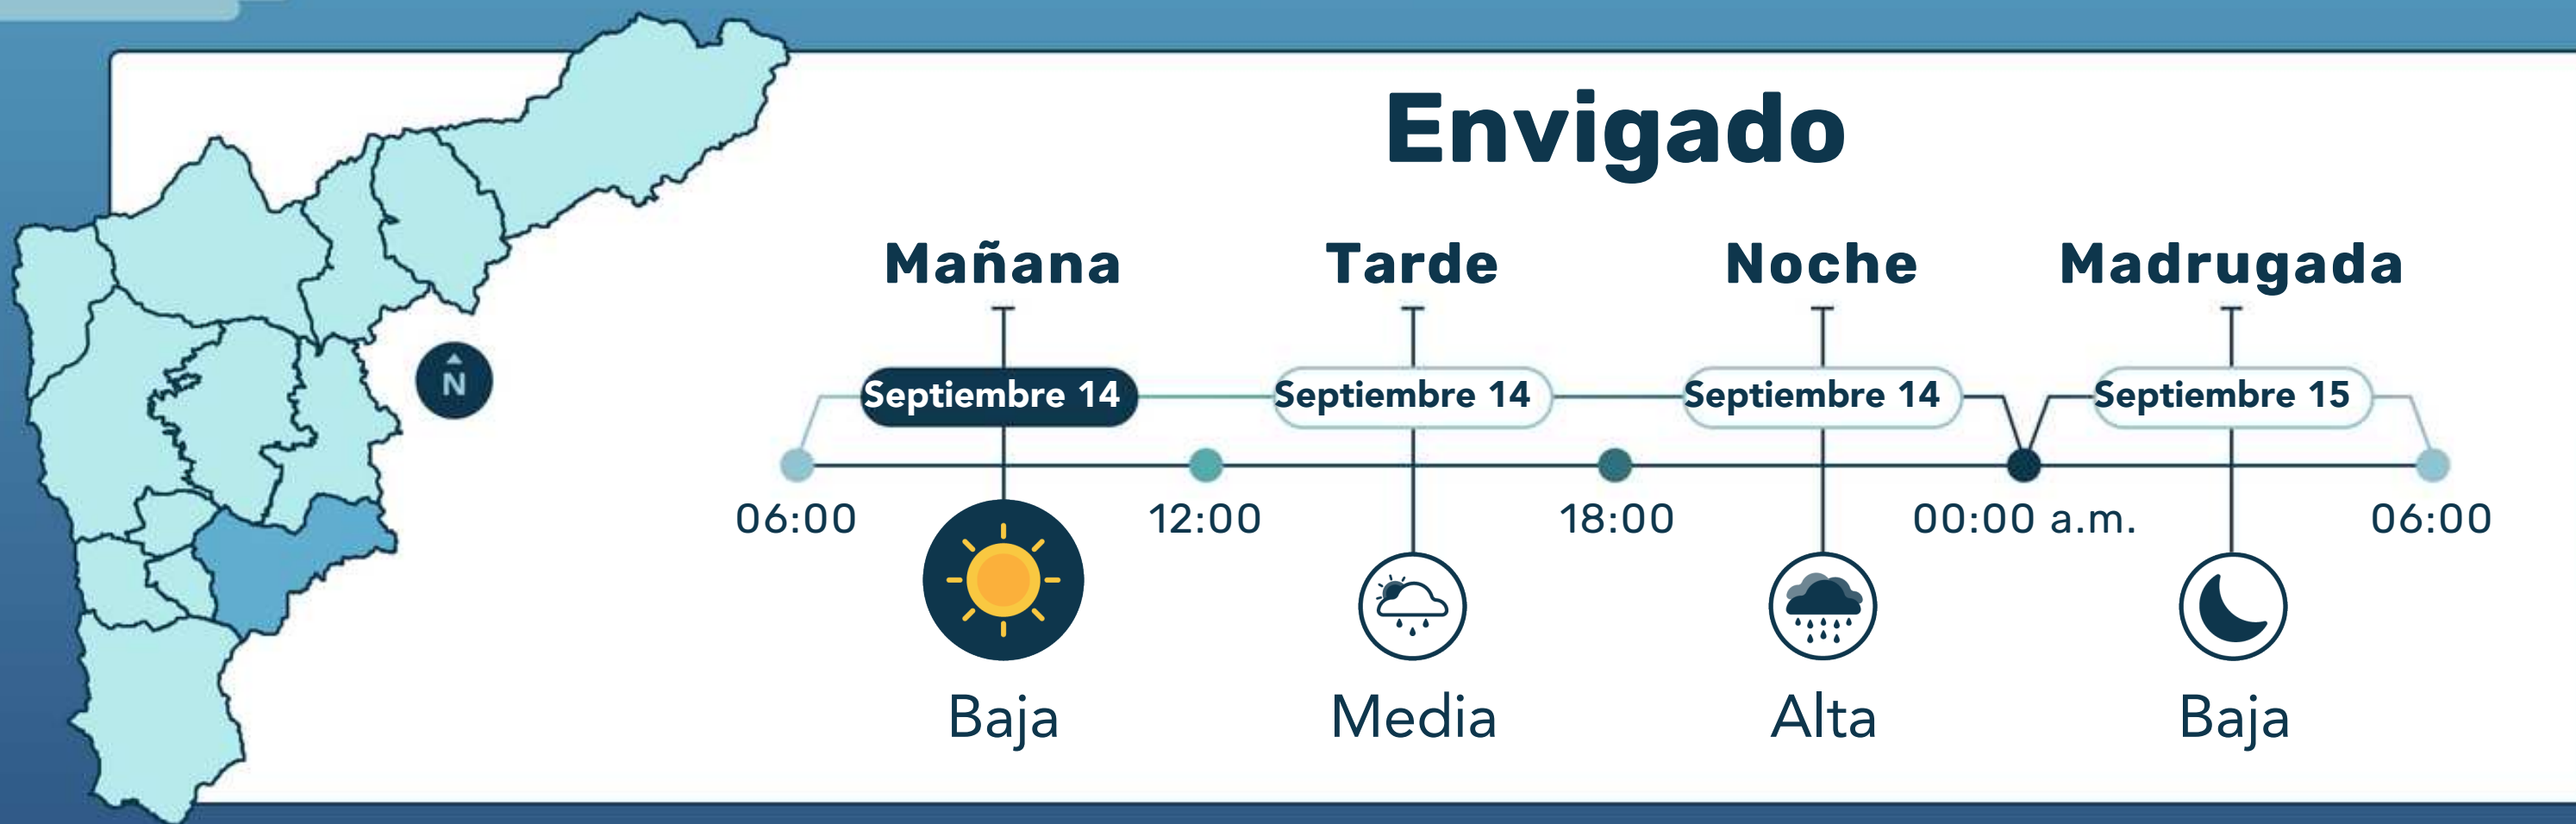 Envigado
Mañana Tarde Noche Madrugada
Septiembre 14 Septiembre 14 Septiembre 14 Septiembre 15
N
06:00 12:00 18:00 00:00 a.m. 06:00
Baja Media Alta Baja